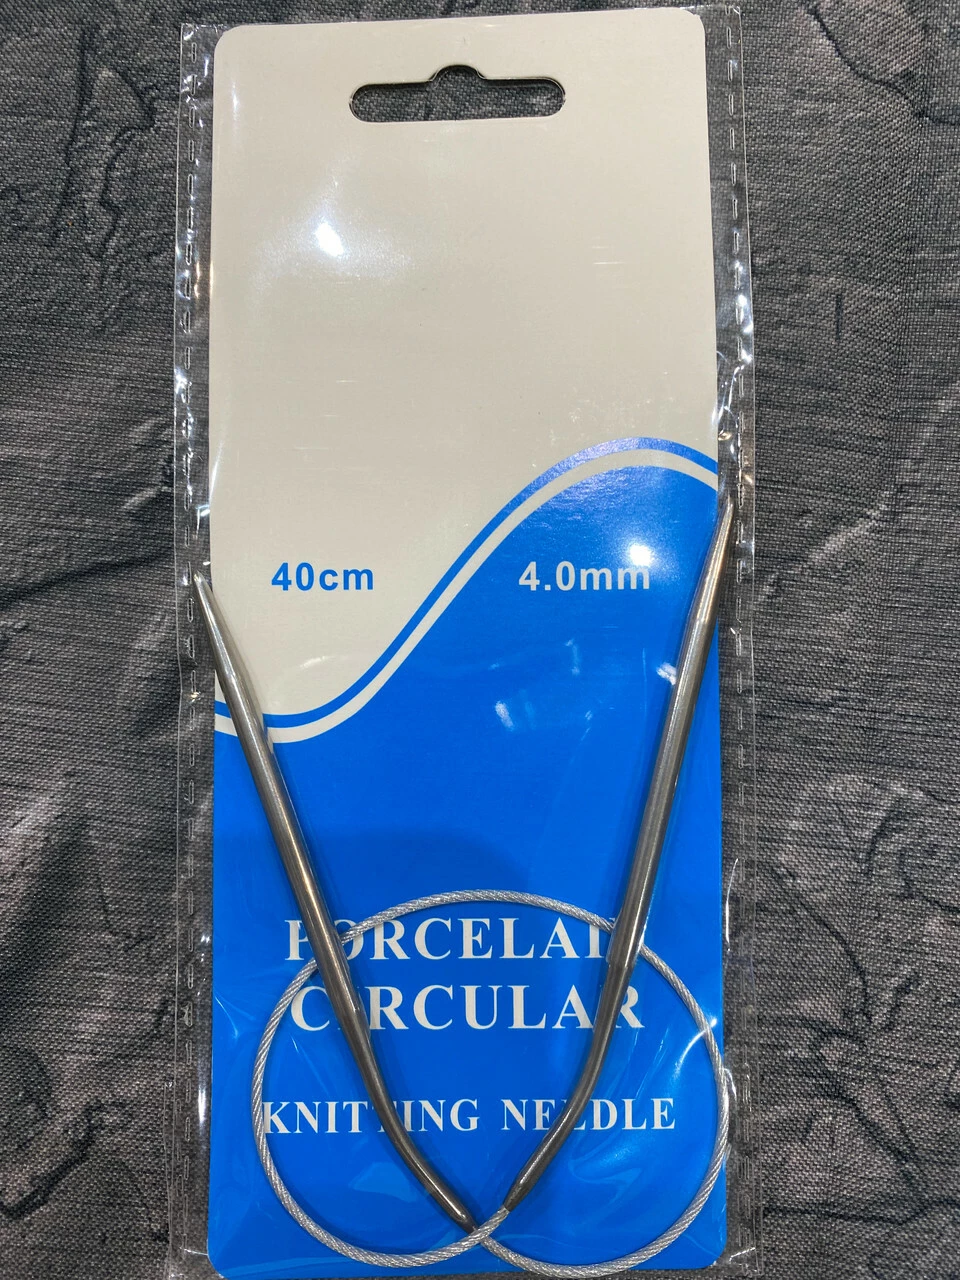 40cm 4.0mm
PORCELAIN
CIRCULAR
KNITTING NEEDLE